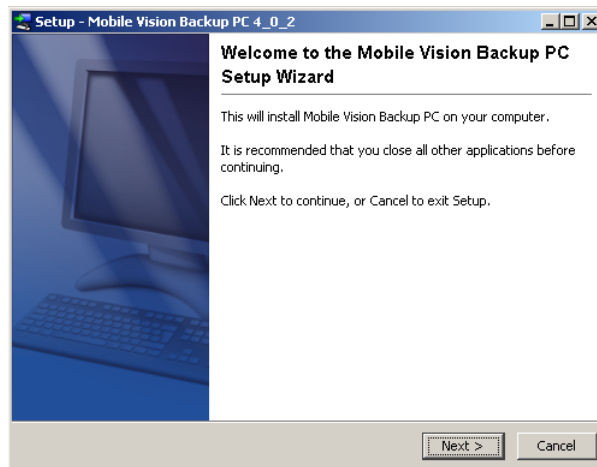 Setup - Mobile Vision Backup PC 4_0_2
Welcome to the Mobile Vision Backup PC
Setup Wizard
This will install Mobile Vision Backup PC on your computer.
It is recommended that you close all other applications before
continuing.
Click Next to continue, or Cancel to exit Setup.
Next >
Cancel